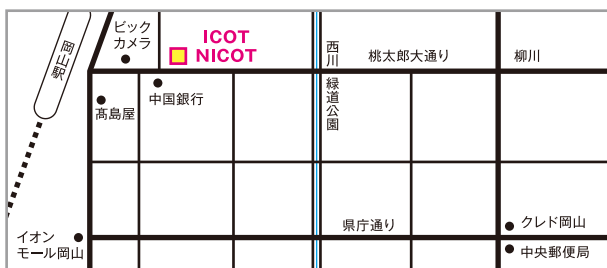 ビック
カメラ
ICOT
NICOT
岡山駅
西川
緑道公園
桃太郎大通り
柳川
中国銀行
髙島屋
県庁通り
クレド岡山
中央郵便局
イオン
モール岡山